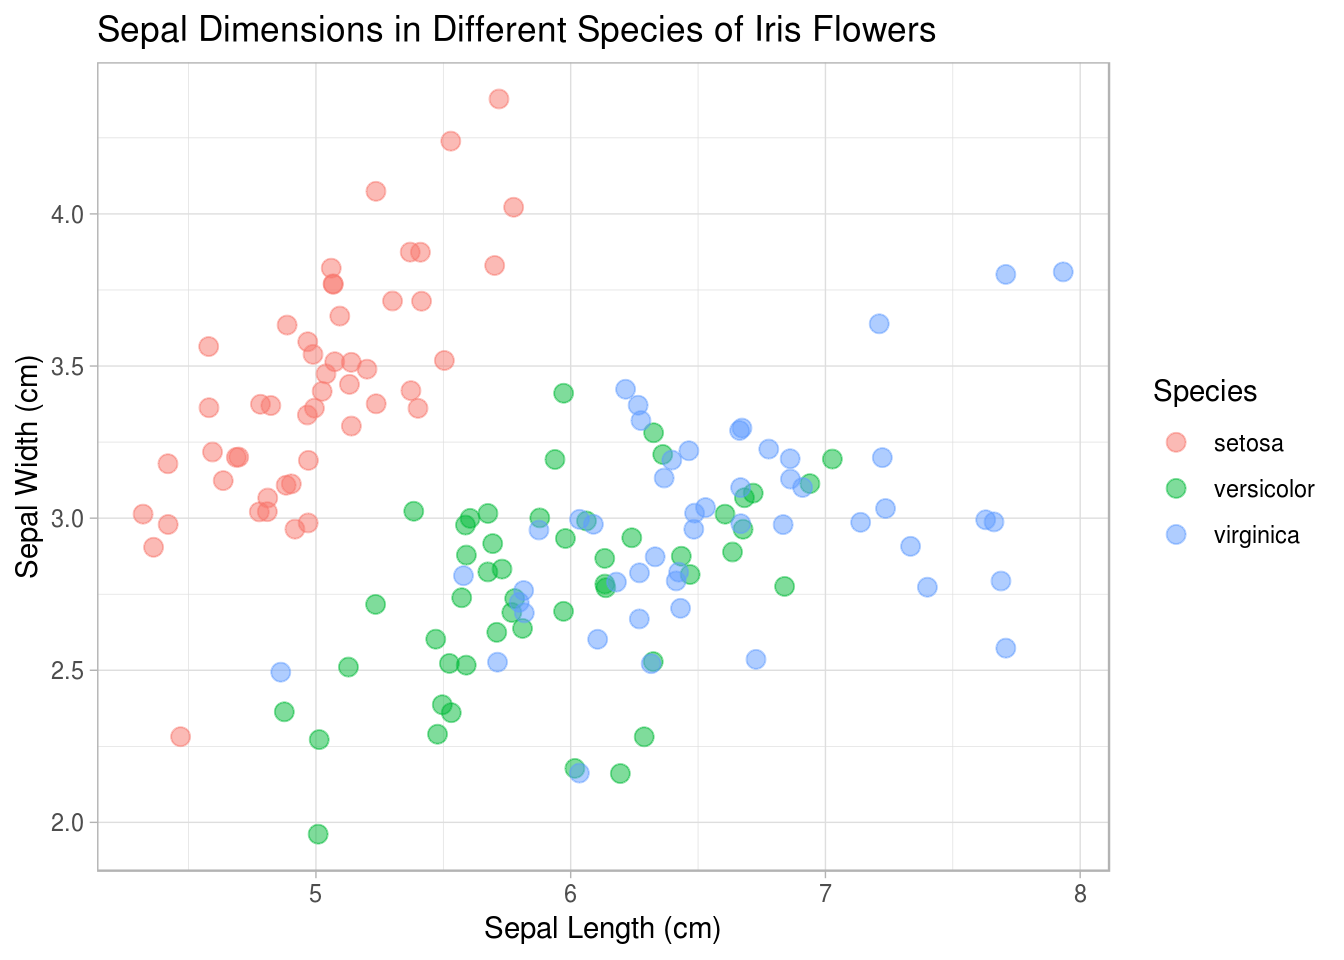 Sepal Dimensions in Different Species of Iris Flowers
4.0
3.5
3.0
2.5
2.0
Sepal Width (cm)
5 6 7 8
Sepal Length (cm)
Species
setosa
versicolor
virginica